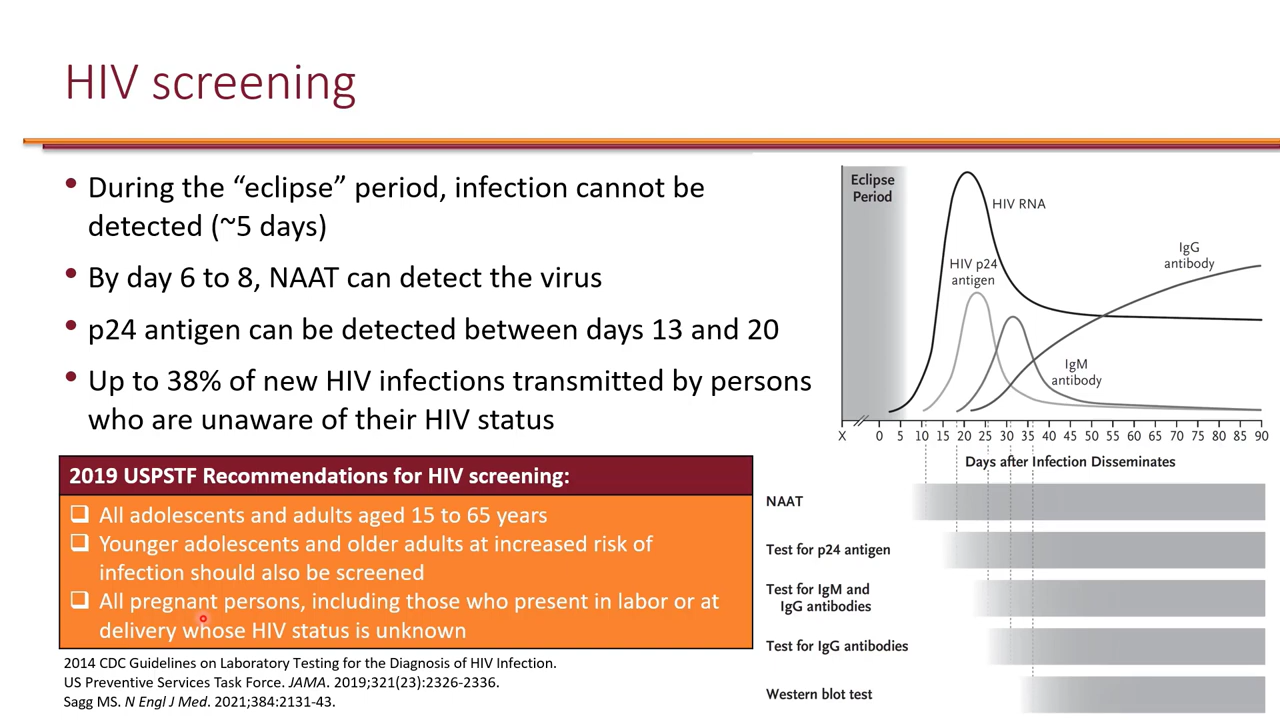 HIV screening
• During the “eclipse” period, infection cannot be
detected (~5 days)
• By day 6 to 8, NAAT can detect the virus
• p24 antigen can be detected between days 13 and 20
• Up to 38% of new HIV infections transmitted by persons
who are unaware of their HIV status
2019 USPSTF Recommendations for HIV screening:
❑ All adolescents and adults aged 15 to 65 years
❑ Younger adolescents and older adults at increased risk of
infection should also be screened
❑ All pregnant persons, including those who present in labor or at
delivery whose HIV status is unknown
2014 CDC Guidelines on Laboratory Testing for the Diagnosis of HIV Infection.
US Preventive Services Task Force. JAMA. 2019;321(23):2326-2336.
Sagg MS. N Engl J Med. 2021;384:2131-43.
Eclipse
Period
HIV RNA
HIV p24
antigen
IgG
antibody
IgM
antibody
X 0 5 10 15 20 25 30 35 40 45 50 55 60 65 70 75 80 85 90
Days after Infection Disseminates
NAAT
Test for p24 antigen
Test for IgM and
IgG antibodies
Test for IgG antibodies
Western blot test